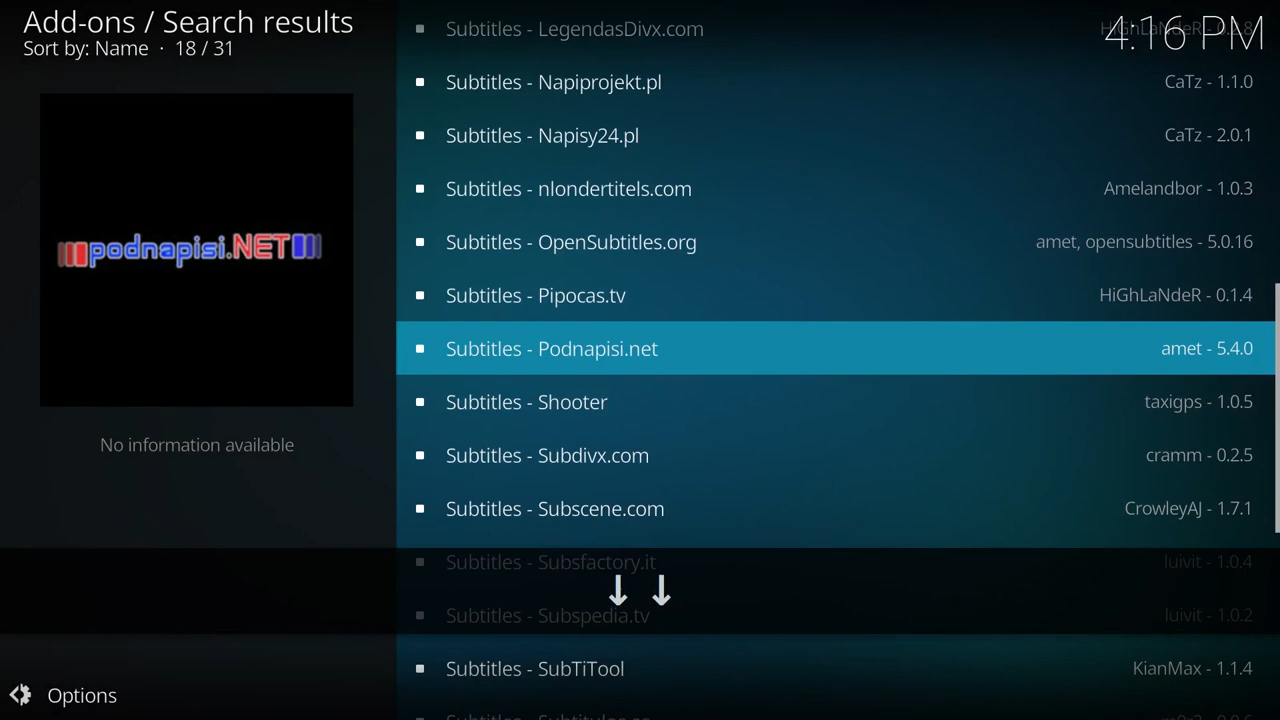 Add-ons / Search results
Sort by: Name · 18 / 31
4:16 PM
Subtitles - LegendasDivx.com HiGhLaNdeR - 0.2.8
Subtitles - Napiprojekt.pl CaTz - 1.1.0
Subtitles - Napisy24.pl CaTz - 2.0.1
Subtitles - nlondertitels.com Amelandbor - 1.0.3
Subtitles - OpenSubtitles.org amet, opensubtitles - 5.0.16
Subtitles - Pipocas.tv HiGhLaNdeR - 0.1.4
Subtitles - Podnapisi.net amet - 5.4.0
Subtitles - Shooter taxigps - 1.0.5
Subtitles - Subdivx.com cramm - 0.2.5
Subtitles - Subscene.com CrowleyAJ - 1.7.1
Subtitles - Subsfactory.it luivit - 1.0.4
↓ ↓
Subtitles - Subspedia.tv luivit - 1.0.2
Subtitles - SubTiTool KianMax - 1.1.4
podnapisi.NET
No information available
Options